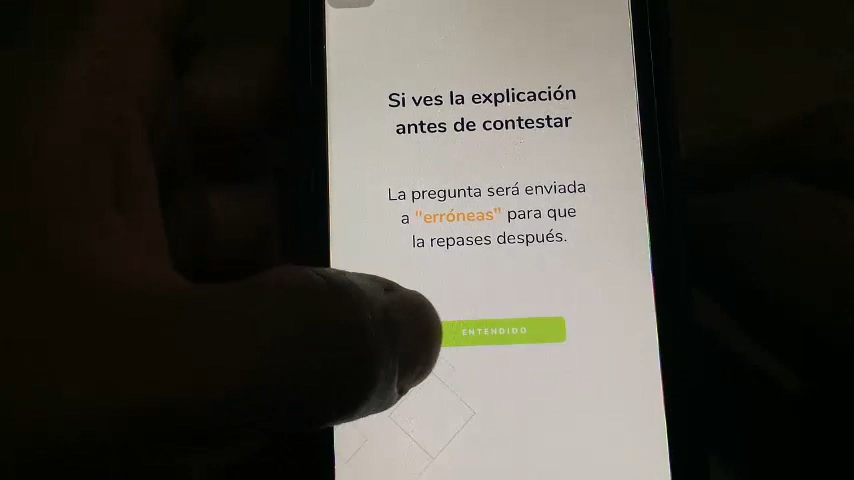 Si ves la explicación
antes de contestar
La pregunta será enviada
a "erróneas" para que
la repases después.
ENTENDIDO